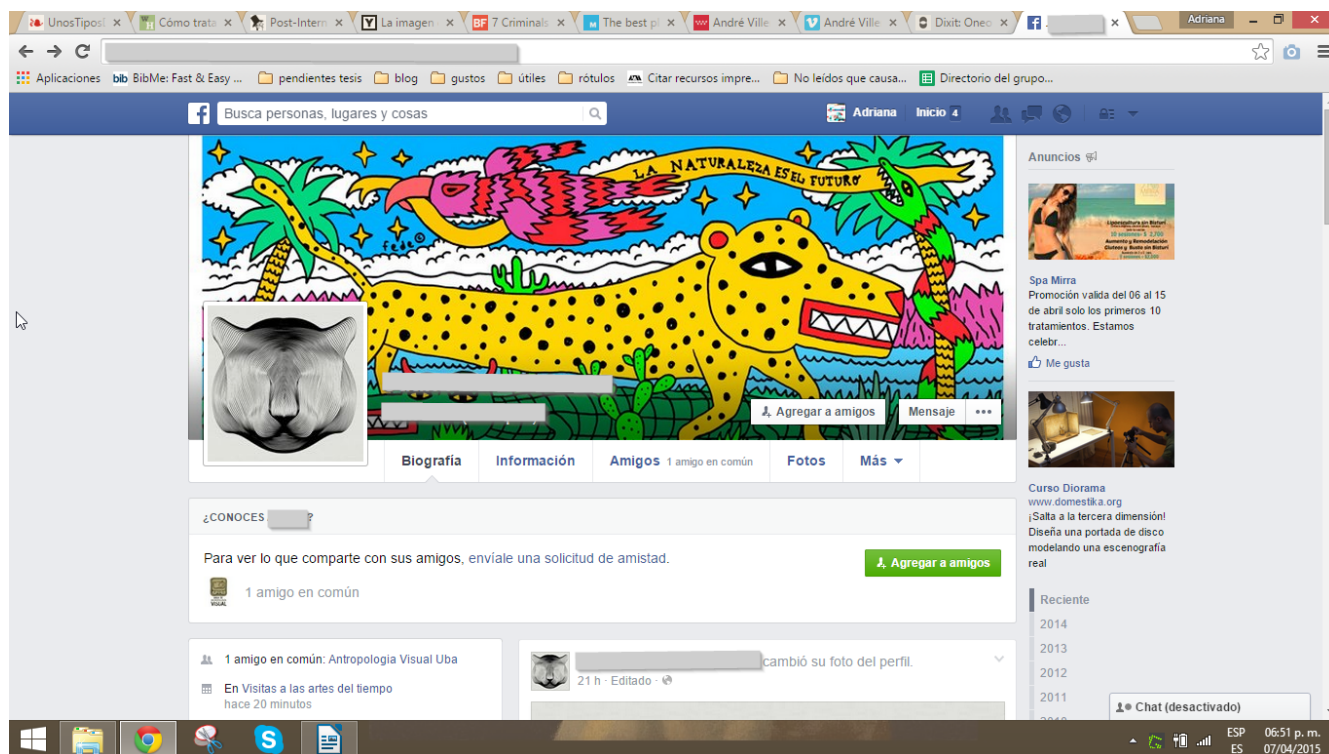 UnosTiposD
Cómo trata
Post-Intern
La imagen
BF 7 Criminals
The best pl
André Ville
André Ville
Dixit: Oneo
Adriana
Aplicaciones
bib BibMe: Fast & Easy ...
pendientes tesis
blog
gustos
útiles
rótulos
Citar recursos impre...
No leídos que causa...
Directorio del grupo...
Busca personas, lugares y cosas
Adriana
Inicio 4
LA NATURALEZA ES EL FUTURO
fede
Agregar a amigos
Mensaje
Biografía
Información
Amigos 1 amigo en común
Fotos
Más
¿CONOCES ?
Para ver lo que comparte con sus amigos, envíale una solicitud de amistad.
Agregar a amigos
VISUAL
1 amigo en común
1 amigo en común: Antropologia Visual Uba
En Visitas a las artes del tiempo
hace 20 minutos
cambió su foto del perfil.
21 h · Editado ·
Anuncios
Spa Mirra
Promoción valida del 06 al 15
de abril solo los primeros 10
tratamientos. Estamos
celebr...
Me gusta
Curso Diorama
www.domestika.org
¡Salta a la tercera dimensión!
Diseña una portada de disco
modelando una escenografía
real
Reciente
2014
2013
2012
2011
Chat (desactivado)
ESP
ES
06:51 p. m.
07/04/2015